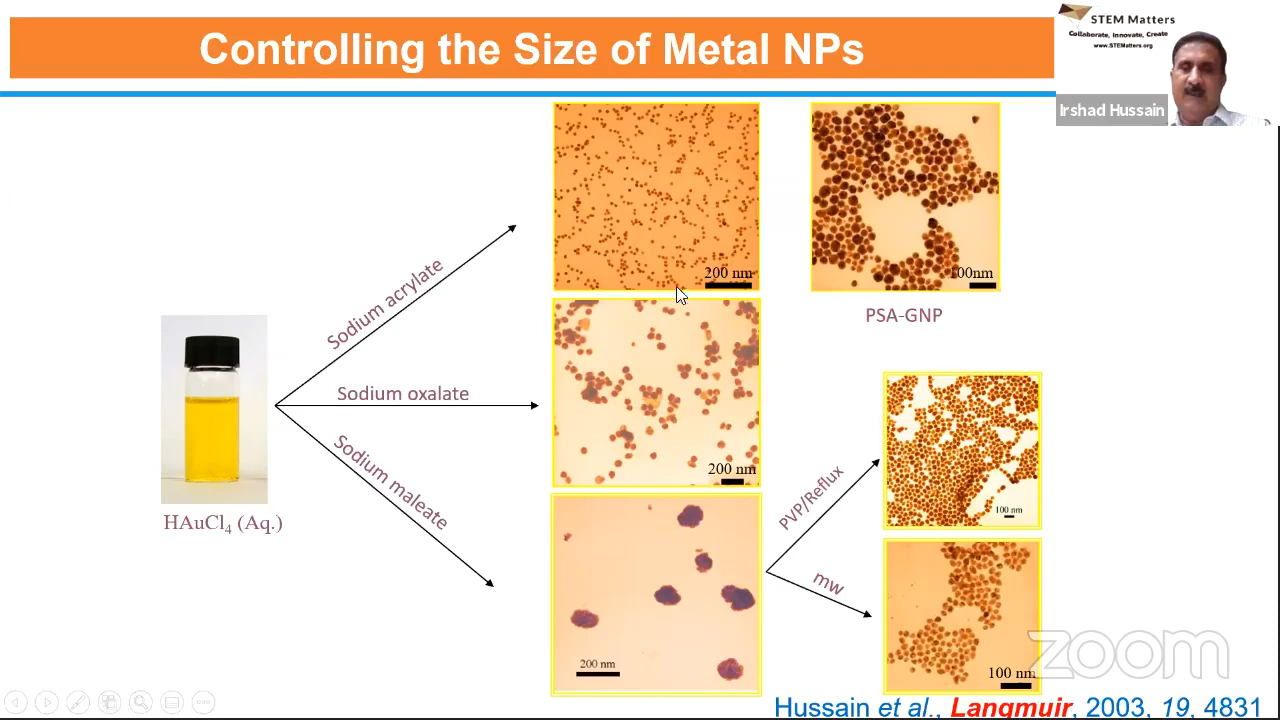 Controlling the Size of Metal NPs
STEM Matters
Collaborate, Innovate, Create
www.STEMatters.org
Irshad Hussain
200 nm
100nm
PSA-GNP
Sodium acrylate
Sodium oxalate
Sodium maleate
HAuCl4 (Aq.)
200 nm
200 nm
PVP/Reflux
mw
100 nm
100 nm
zoom
Hussain et al., Langmuir, 2003, 19, 4831